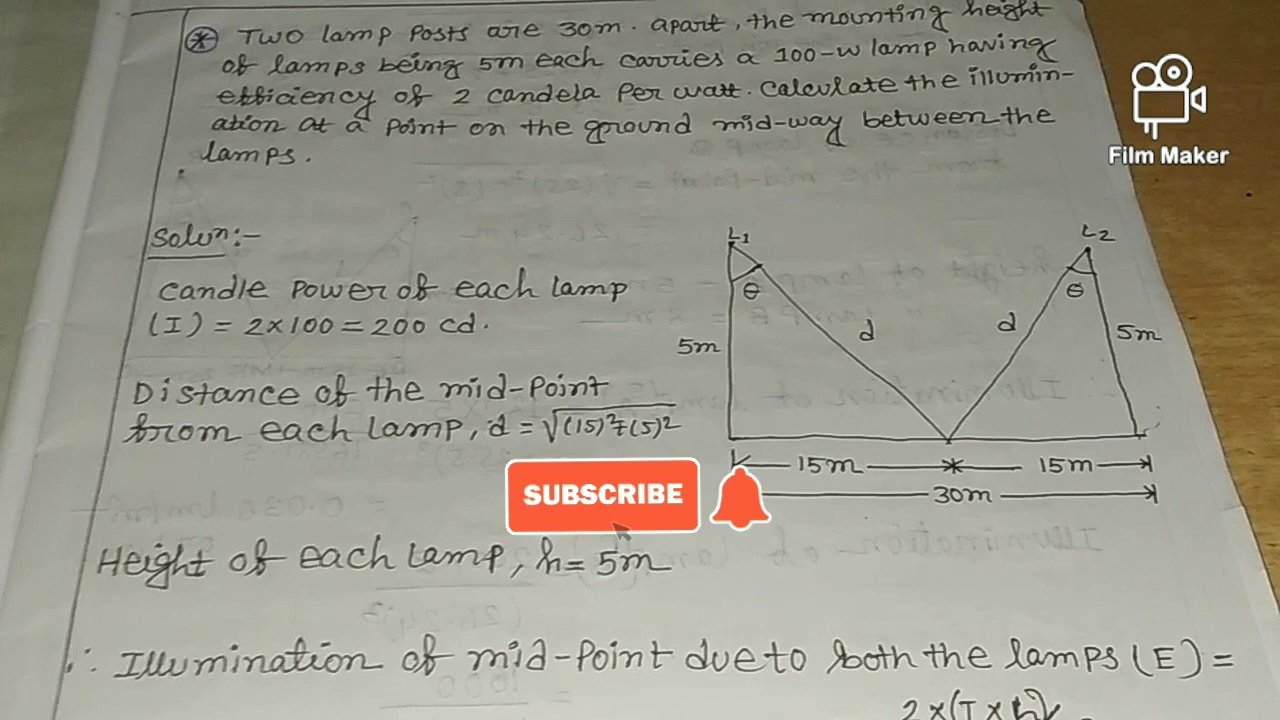 * Two lamp posts are 30m. apart, the mounting height
of lamps being 5m each carries a 100-w lamp having
efficiency of 2 candela per watt. Calculate the illumin-
ation at a point on the ground mid-way between the
lamps.
Film Maker
Soluⁿ:-
Candle power of each lamp
(I) = 2x100 = 200 cd.
Distance of the mid-point
from each lamp, d = √(15)²+(5)²
L1
L2
θ
θ
d
d
5m
5m
15m
15m
30m
SUBSCRIBE
Height of each lamp, h = 5m
∴ Illumination of mid-point due to both the lamps (E) =
2x(Ixh)